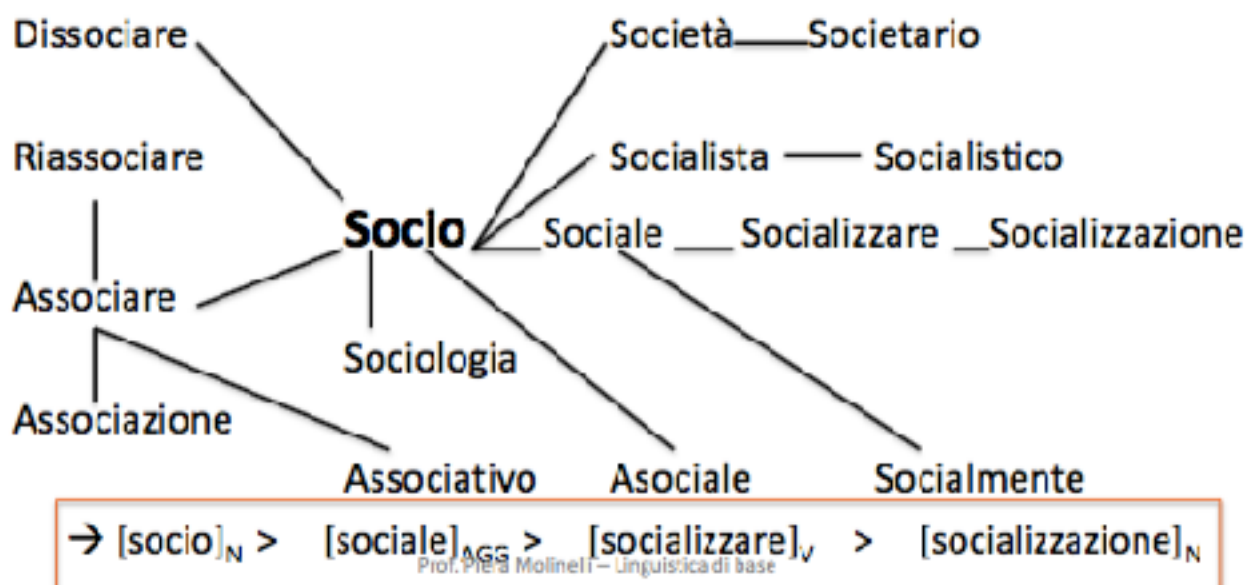 Dissociare Società Societario
Riassociare Socialista Socialistico
Socio Sociale Socializzare Socializzazione
Associare
Sociologia
Associazione
Associativo Asociale Socialmente
→ [socio]N > [sociale]AGG > [socializzare]V > [socializzazione]N
Prof. Piera Molinelli – Linguistica di base